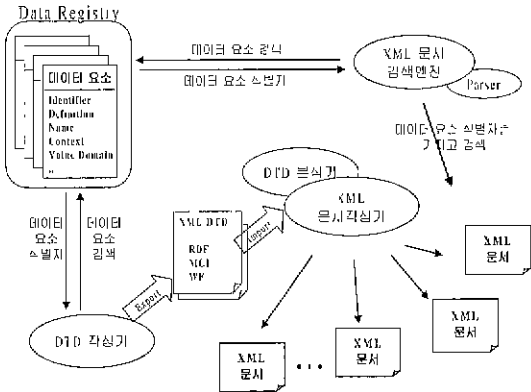 Data Registry
데이터 요소
Identifier
Definition
Name
Context
Value Domain
..
데이터 요소 검색
데이터 요소 식별자
XML 문서
검색엔진
Parser
데이터 요소 식별자를
가지고 검색
DTD 분석기
XML
문서작성기
데이터
요소
식별자
데이터
요소
검색
XML DTD
RDF
MCF
Export
Import
DTD 작성기
XML
문서
XML
문서
XML
문서
...
XML
문서